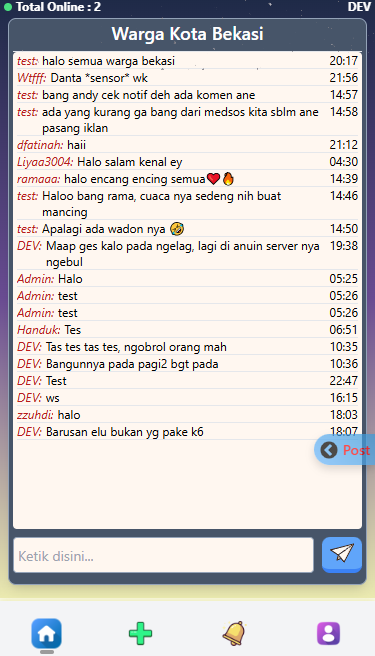 Total Online : 2
DEV
Warga Kota Bekasi
test: halo semua warga bekasi 20:17
Wtfff: Danta *sensor* wk 21:56
test: bang andy cek notif deh ada komen ane 14:57
test: ada yang kurang ga bang dari medsos kita sblm ane 14:58
pasang iklan
dfatinah: haii 21:12
Liyaa3004: Halo salam kenal ey 04:30
ramaaa: halo encang encing semua❤️🔥 14:39
test: Haloo bang rama, cuaca nya sedeng nih buat 14:46
mancing
test: Apalagi ada wadon nya 🤣 14:50
DEV: Maap ges kalo pada ngelag, lagi di anuin server nya 19:38
ngebul
Admin: Halo 05:25
Admin: test 05:26
Admin: test 05:26
Handuk: Tes 06:51
DEV: Tas tes tas tes, ngobrol orang mah 10:35
DEV: Bangunnya pada pagi2 bgt pada 10:36
DEV: Test 22:47
DEV: ws 16:15
zzuhdi: halo 18:03
DEV: Barusan elu bukan yg pake k6 18:07
Post
Ketik disini...